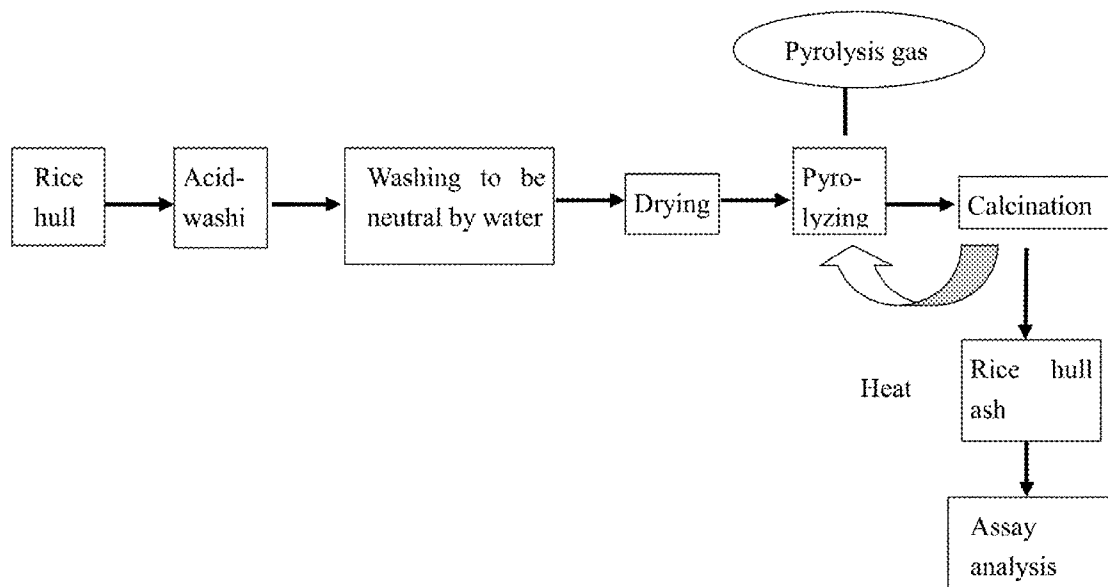 Pyrolysis gas
Rice
hull
Acid-
washi
Washing to be
neutral by water
Drying
Pyro-
lyzing
Calcination
Heat
Rice hull
ash
Assay
analysis